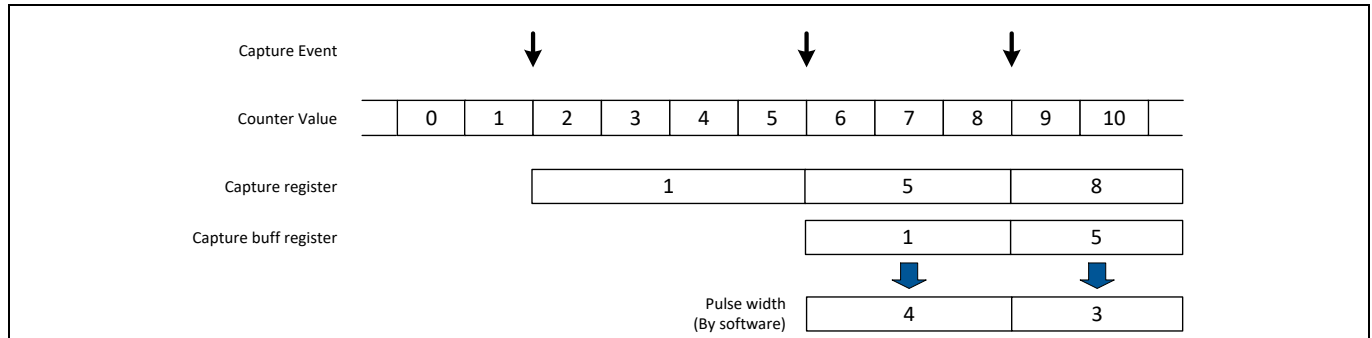 Capture Event
Counter Value 0 1 2 3 4 5 6 7 8 9 10
Capture register 1 5 8
Capture buff register 1 5
Pulse width
(By software) 4 3